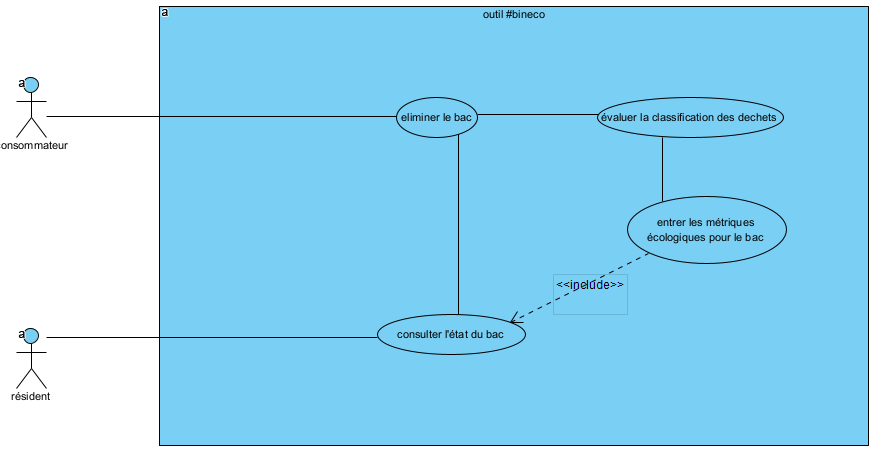 a
outil #bineco
a
onsommateur
eliminer le bac
évaluer la classification des dechets
entrer les métriques
écologiques pour le bac
<<include>>
a
résident
consulter l'état du bac